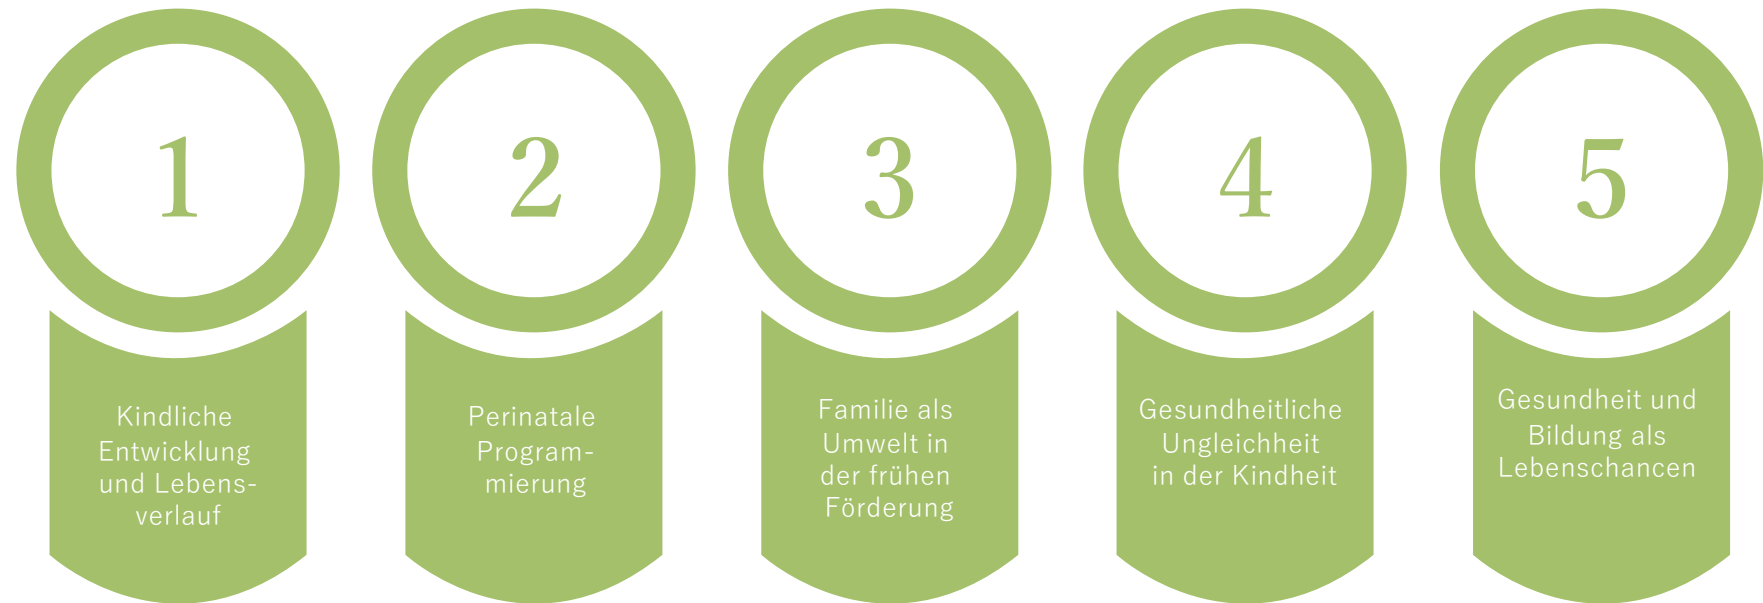 1
Kindliche
Entwicklung
und Lebens-
verlauf
2
Perinatale
Program-
mierung
3
Familie als
Umwelt in
der frühen
Förderung
4
Gesundheitliche
Ungleichheit
in der Kindheit
5
Gesundheit und
Bildung als
Lebenschancen